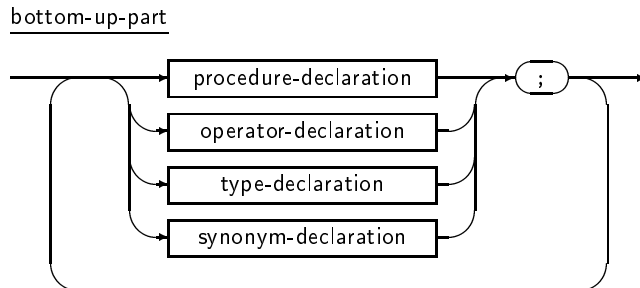 bottom-up-part
procedure-declaration
;
operator-declaration
type-declaration
synonym-declaration